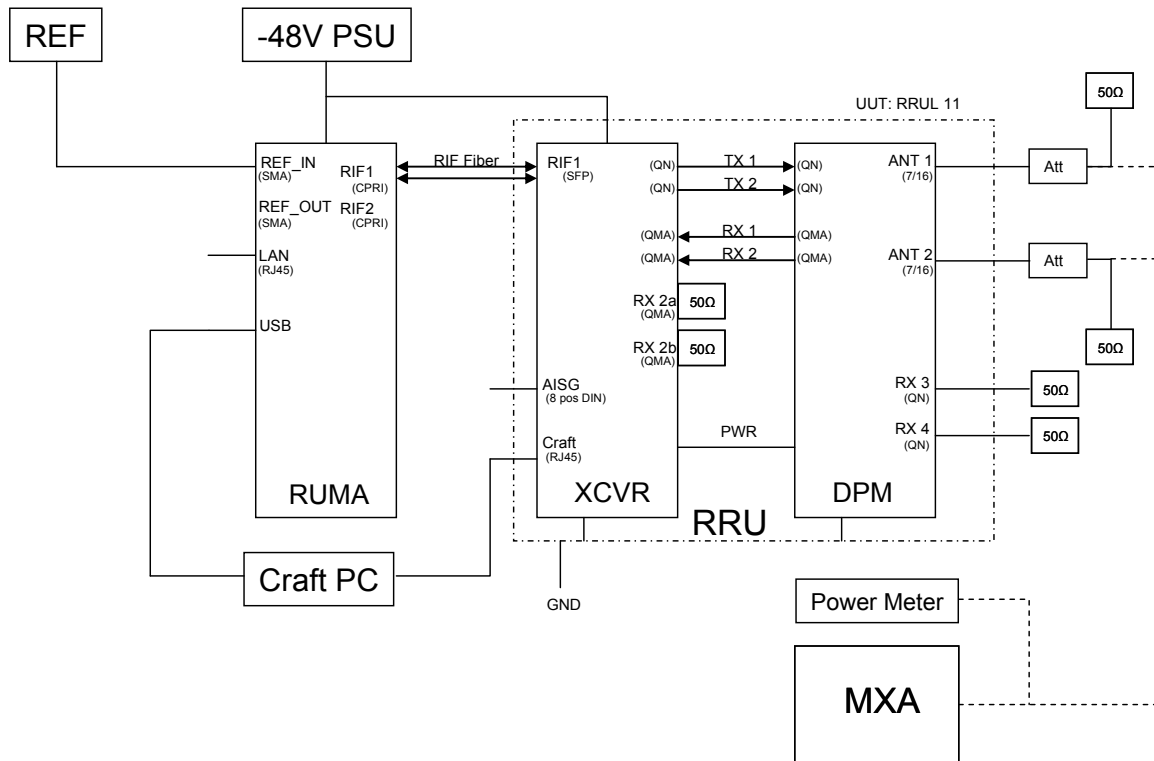 REF
-48V PSU
UUT: RRUL 11
50Ω
REF_IN
(SMA)
RIF1
(CPRI)
RIF Fiber
RIF1
(SFP)
(QN)
TX 1
(QN)
ANT 1
(7/16)
Att
(QN)
TX 2
(QN)
REF_OUT
(SMA)
RIF2
(CPRI)
(QMA)
RX 1
(QMA)
LAN
(RJ45)
(QMA)
RX 2
(QMA)
ANT 2
(7/16)
Att
RX 2a
(QMA)
50Ω
USB
RX 2b
(QMA)
50Ω
50Ω
AISG
(8 pos DIN)
RX 3
(QN)
50Ω
Craft
(RJ45)
PWR
RX 4
(QN)
50Ω
RUMA
XCVR
DPM
RRU
Craft PC
GND
Power Meter
MXA